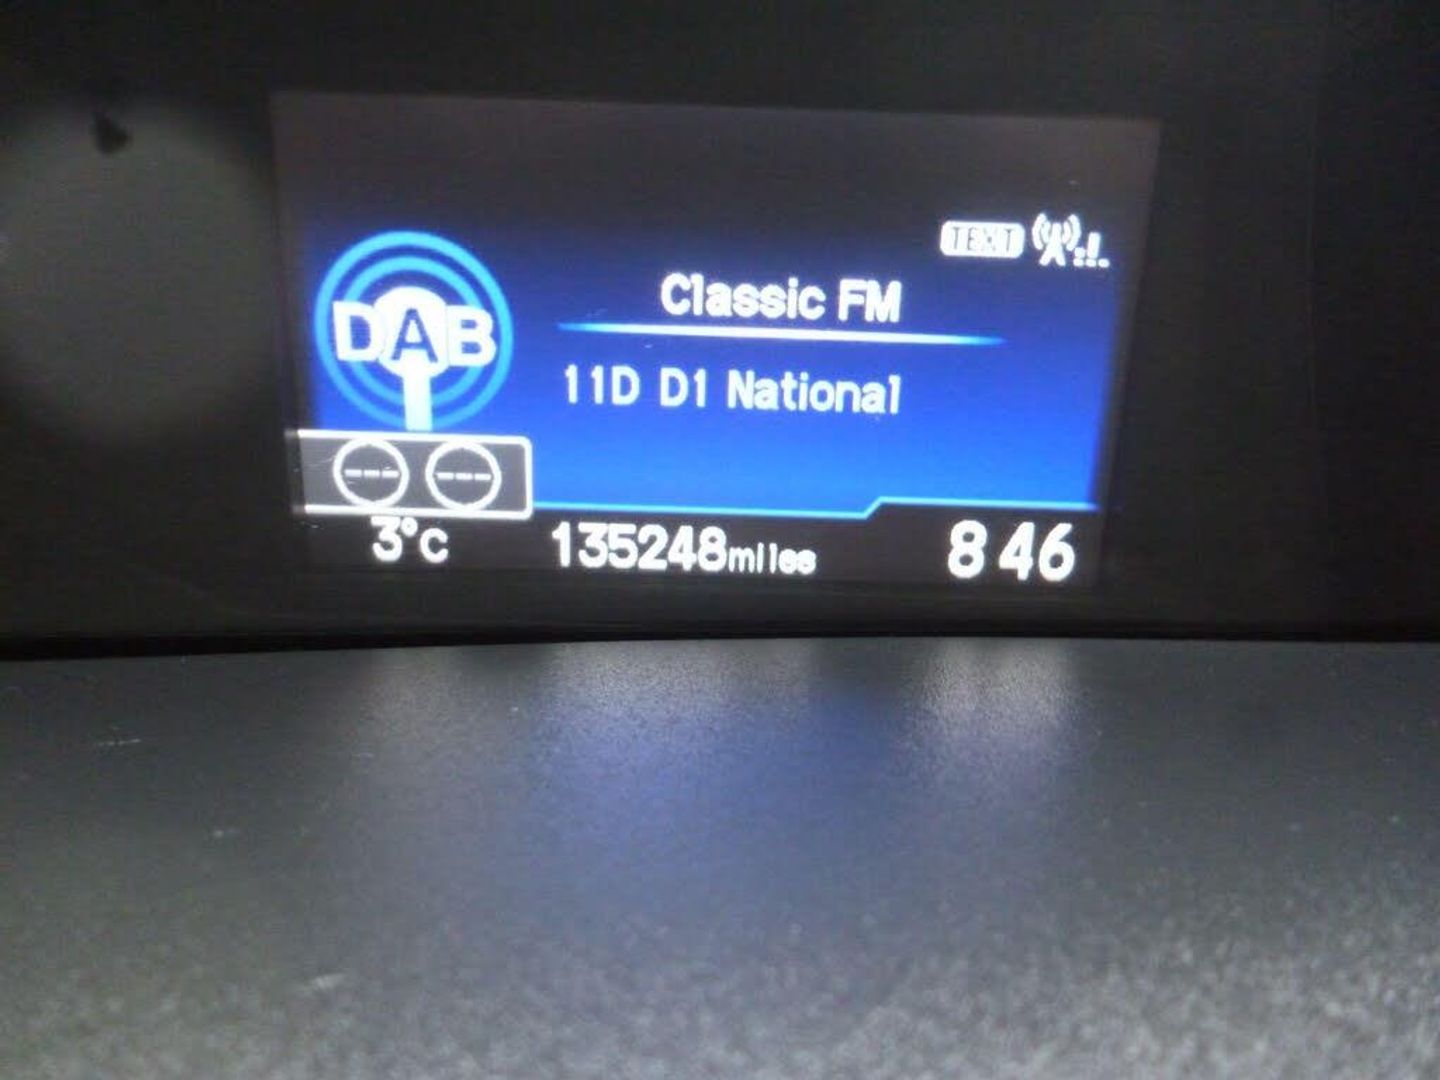 TEXT
Classic FM
DAB
11D D1 National
--- ---
3°C 135248miles 8 46